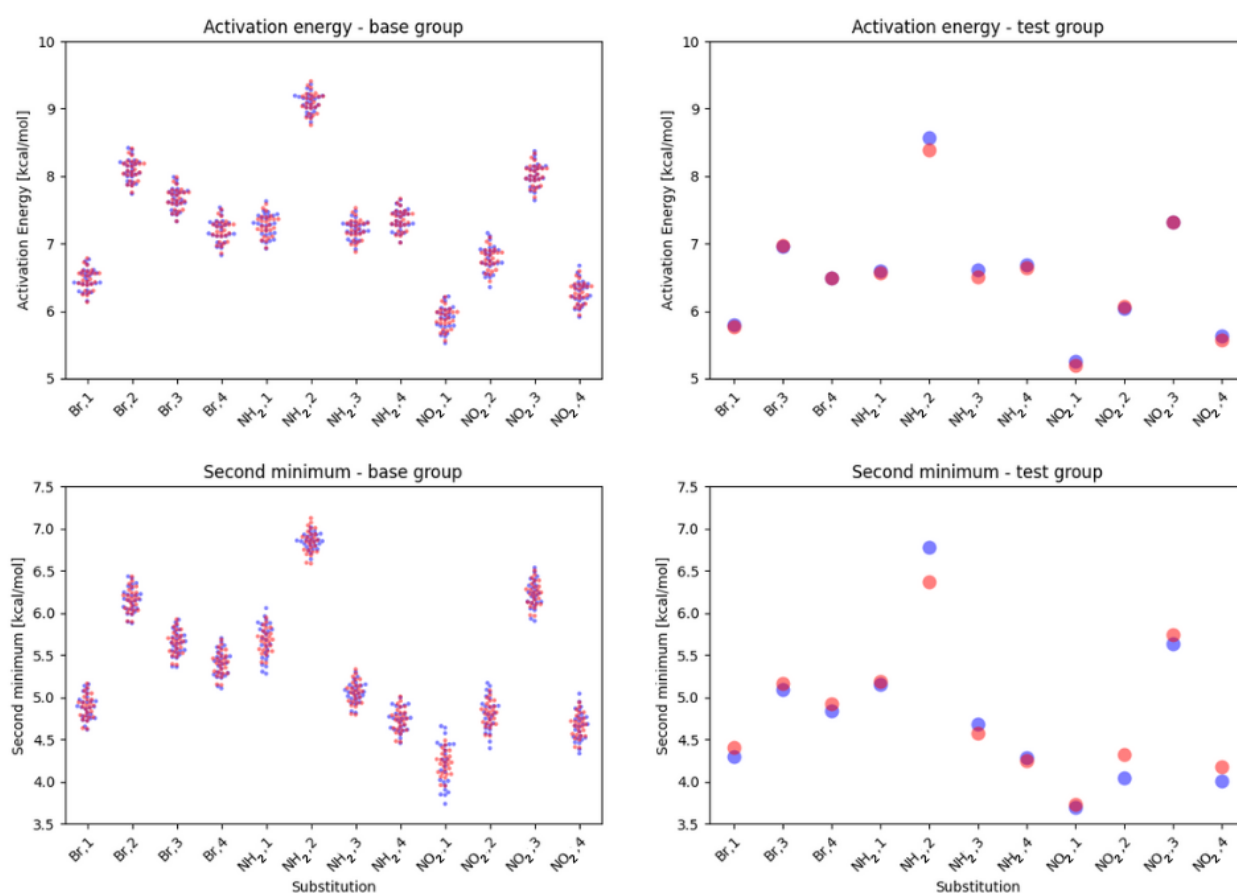 Activation energy - base group
Activation Energy [kcal/mol]
10
9
8
7
6
5
Br,1
Br,2
Br,3
Br,4
NH₂,1
NH₂,2
NH₂,3
NH₂,4
NO₂,1
NO₂,2
NO₂,3
NO₂,4
Activation energy - test group
Activation Energy [kcal/mol]
10
9
8
7
6
5
Br,1
Br,3
Br,4
NH₂,1
NH₂,2
NH₂,3
NH₂,4
NO₂,1
NO₂,2
NO₂,3
NO₂,4
Second minimum - base group
Second minimum [kcal/mol]
7.5
7.0
6.5
6.0
5.5
5.0
4.5
4.0
3.5
Br,1
Br,2
Br,3
Br,4
NH₂,1
NH₂,2
NH₂,3
NH₂,4
NO₂,1
NO₂,2
NO₂,3
NO₂,4
Substitution
Second minimum - test group
Second minimum [kcal/mol]
7.5
7.0
6.5
6.0
5.5
5.0
4.5
4.0
3.5
Br,1
Br,3
Br,4
NH₂,1
NH₂,2
NH₂,3
NH₂,4
NO₂,1
NO₂,2
NO₂,3
NO₂,4
Substitution